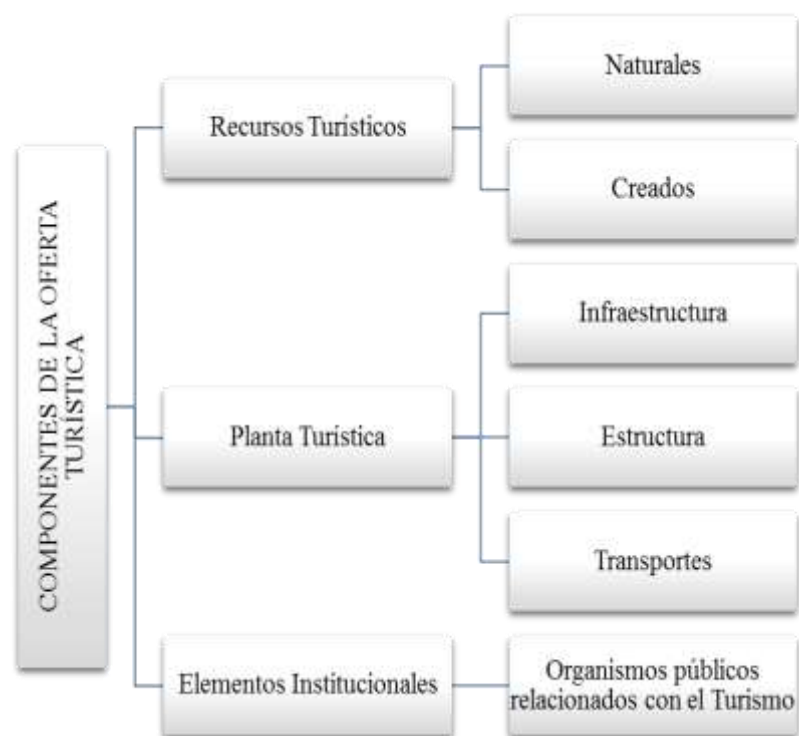 COMPONENTES DE LA OFERTA
TURÍSTICA
Recursos Turísticos
Naturales
Creados
Planta Turística
Infraestructura
Estructura
Transportes
Elementos Institucionales
Organismos públicos
relacionados con el Turismo